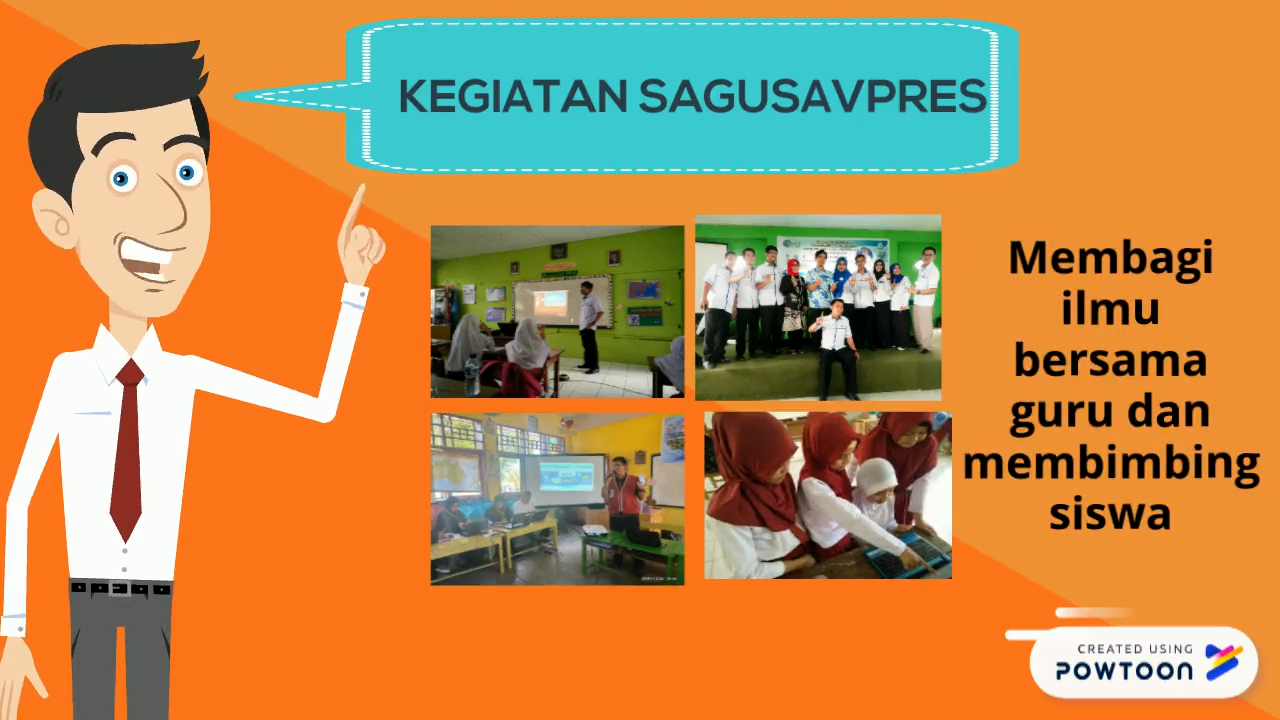 KEGIATAN SAGUSAVPRES
Membagi
ilmu
bersama
guru dan
membimbing
siswa
CREATED USING
POWTOON